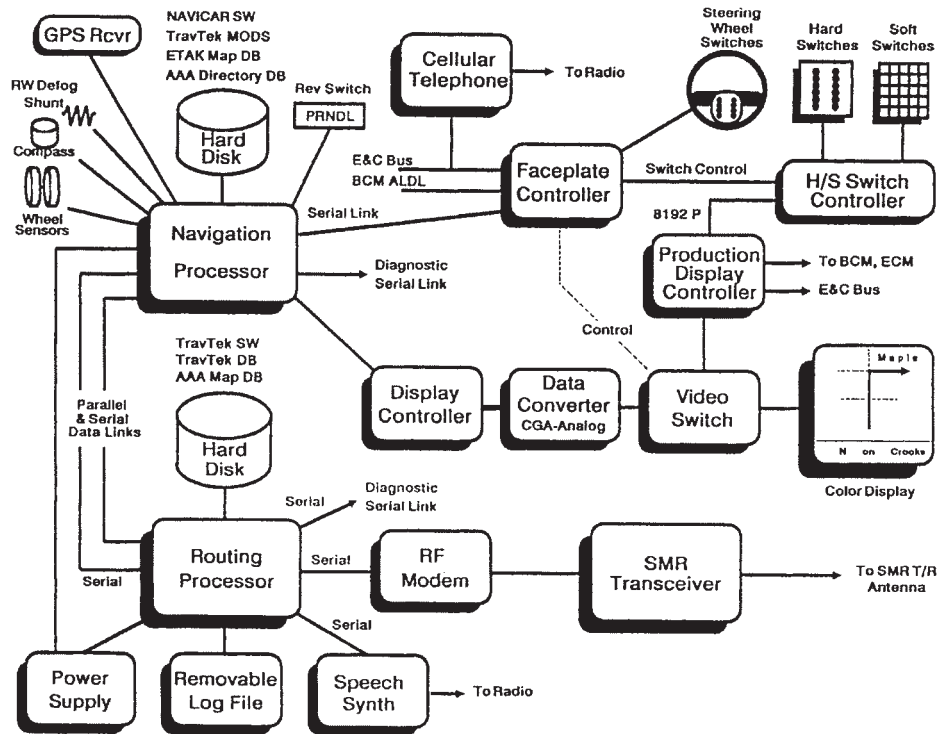 NAVICAR SW
TravTek MODS
ETAK Map DB
AAA Directory DB
GPS Rcvr
RW Defog
Shunt
Compass
Wheel
Sensors
Hard
Disk
Rev Switch
PRNDL
Cellular
Telephone
To Radio
Steering
Wheel
Switches
Hard
Switches
Soft
Switches
E&C Bus
BCM ALDL
Faceplate
Controller
Switch Control
H/S Switch
Controller
Serial Link
Navigation
Processor
Diagnostic
Serial Link
8192 P
Production
Display
Controller
To BCM, ECM
E&C Bus
Control
TravTek SW
TravTek DB
AAA Map DB
Parallel
& Serial
Data Links
Hard
Disk
Display
Controller
Data
Converter
CGA-Analog
Video
Switch
Maple
N on Crooks
Color Display
Serial
Diagnostic
Serial Link
Routing
Processor
Serial
Serial
RF
Modem
SMR
Transceiver
To SMR T/R
Antenna
Serial
Power
Supply
Removable
Log File
Speech
Synth
To Radio